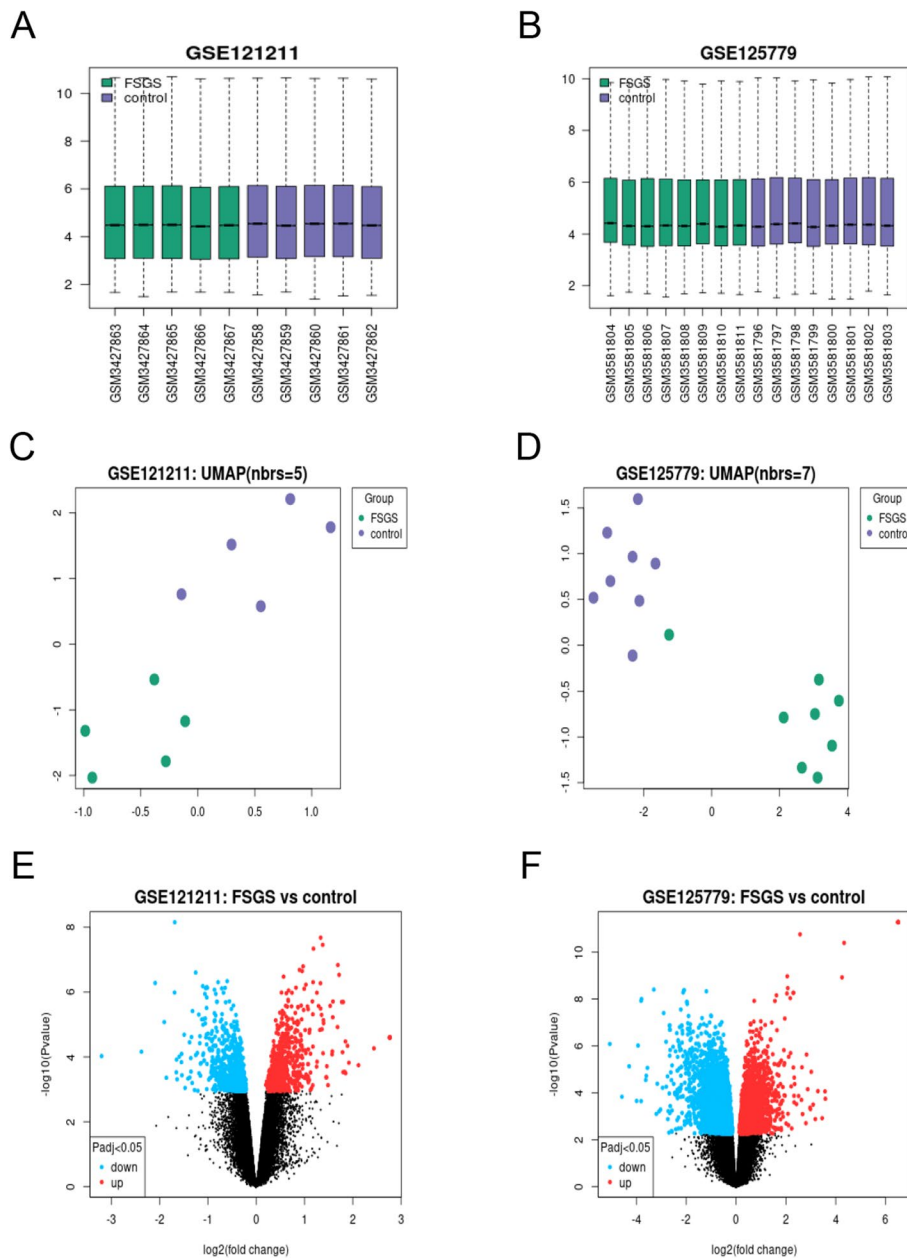 A
GSE121211
FSGS
control
10
8
6
4
2
GSM3427863
GSM3427864
GSM3427865
GSM3427866
GSM3427867
GSM3427858
GSM3427859
GSM3427860
GSM3427861
GSM3427862
B
GSE125779
FSGS
control
10
8
6
4
2
GSM3581804
GSM3581805
GSM3581806
GSM3581807
GSM3581808
GSM3581809
GSM3581810
GSM3581811
GSM3581796
GSM3581797
GSM3581798
GSM3581799
GSM3581800
GSM3581801
GSM3581802
GSM3581803
C
GSE121211: UMAP(nbrs=5)
Group
FSGS
control
2
1
0
-1
-2
-1.0 -0.5 0.0 0.5 1.0
D
GSE125779: UMAP(nbrs=7)
Group
FSGS
control
1.5
1.0
0.5
0.0
-0.5
-1.0
-1.5
-2 0 2 4
E
GSE121211: FSGS vs control
-log10(Pvalue)
8
6
4
2
0
Padj<0.05
down
up
-3 -2 -1 0 1 2 3
log2(fold change)
F
GSE125779: FSGS vs control
-log10(Pvalue)
10
8
6
4
2
0
Padj<0.05
down
up
-4 -2 0 2 4 6
log2(fold change)